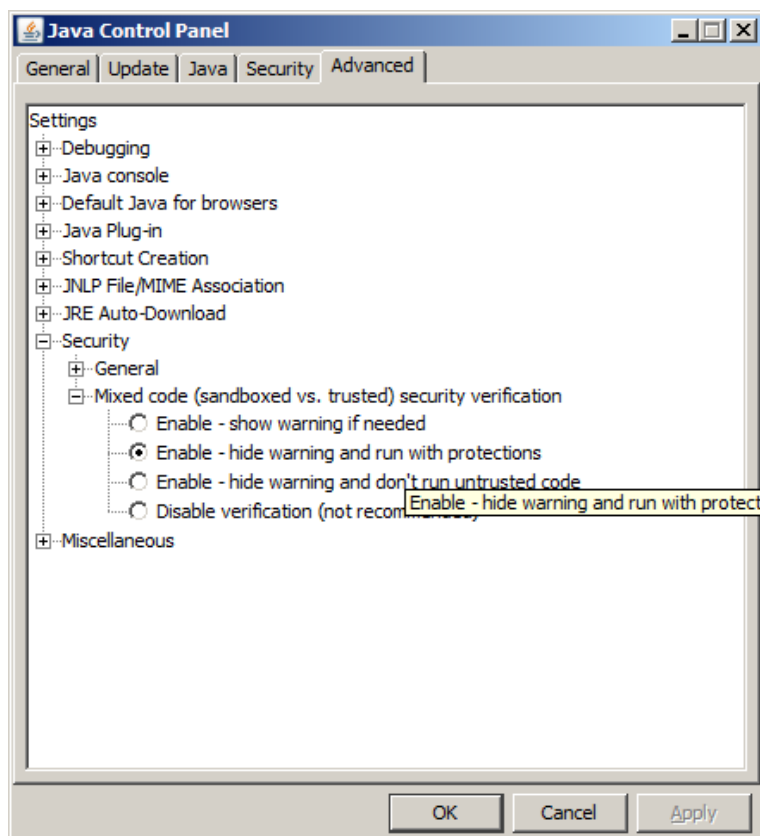 Java Control Panel
General Update Java Security Advanced
Settings
Debugging
Java console
Default Java for browsers
Java Plug-in
Shortcut Creation
JNLP File/MIME Association
JRE Auto-Download
Security
General
Mixed code (sandboxed vs. trusted) security verification
Enable - show warning if needed
Enable - hide warning and run with protections
Enable - hide warning and don't run untrusted code
Enable - hide warning and run with protect
Disable verification (not
Miscellaneous
OK Cancel Apply